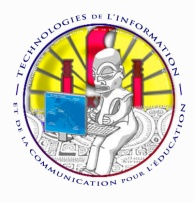 TECHNOLOGIES DE L'INFORMATION
ET DE LA COMMUNICATION POUR L'ÉDUCATION